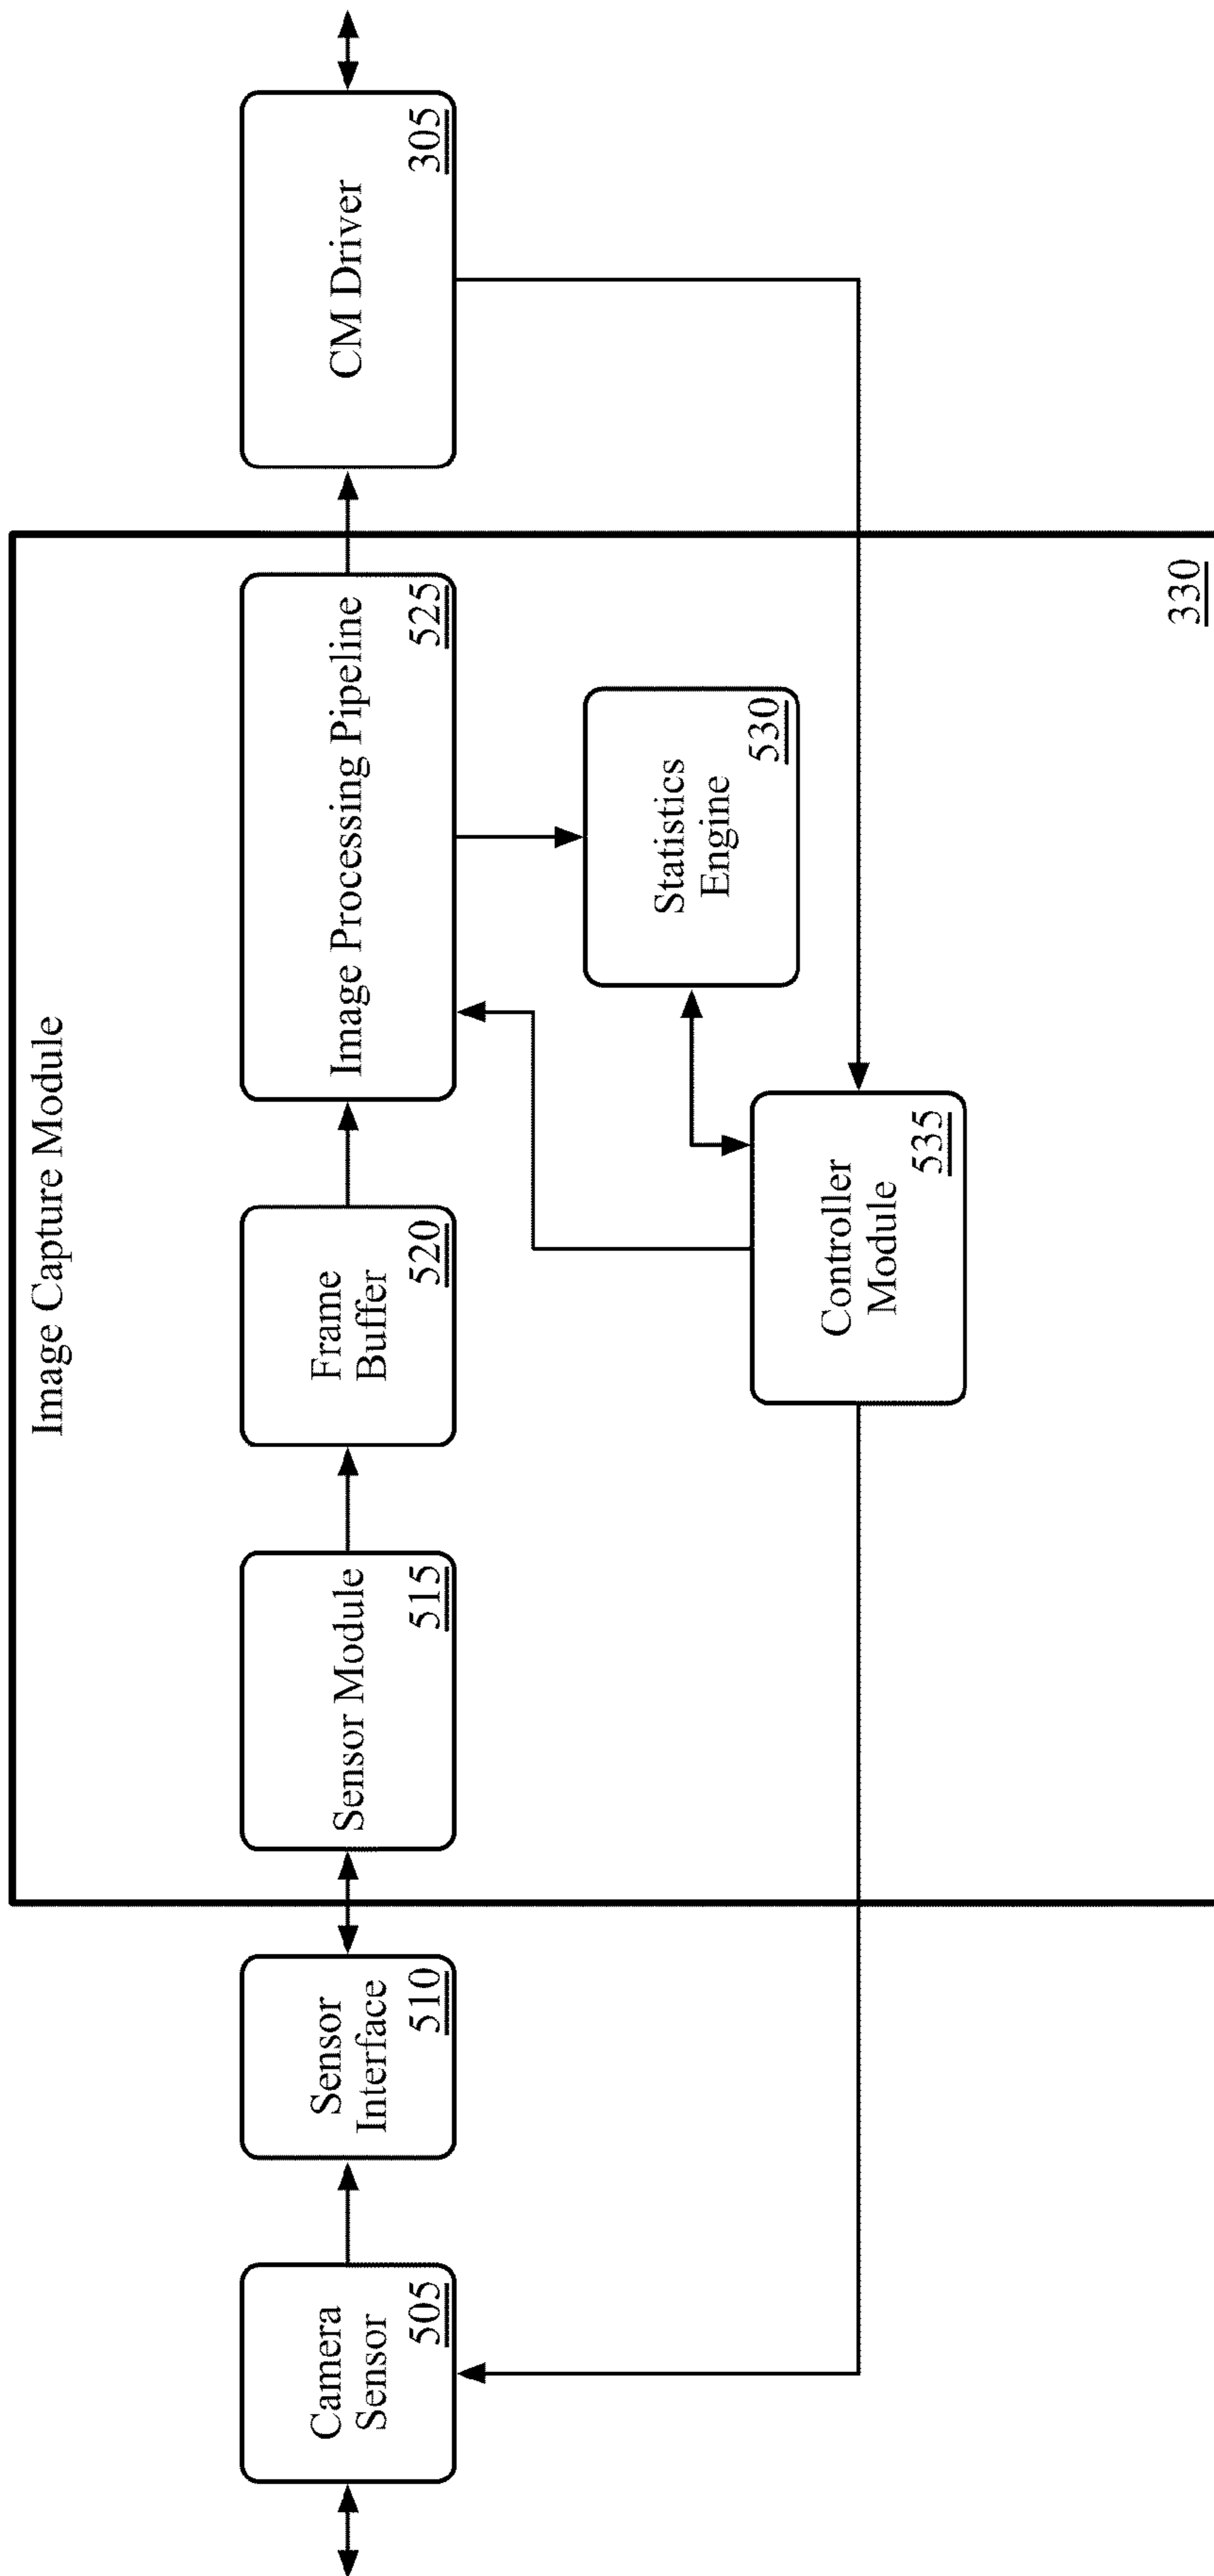 Image Capture Module
Camera
Sensor
505
Sensor
Interface
510
Sensor Module
515
Frame
Buffer
520
Image Processing Pipeline
525
CM Driver
305
Statistics
Engine
530
Controller
Module
535
330